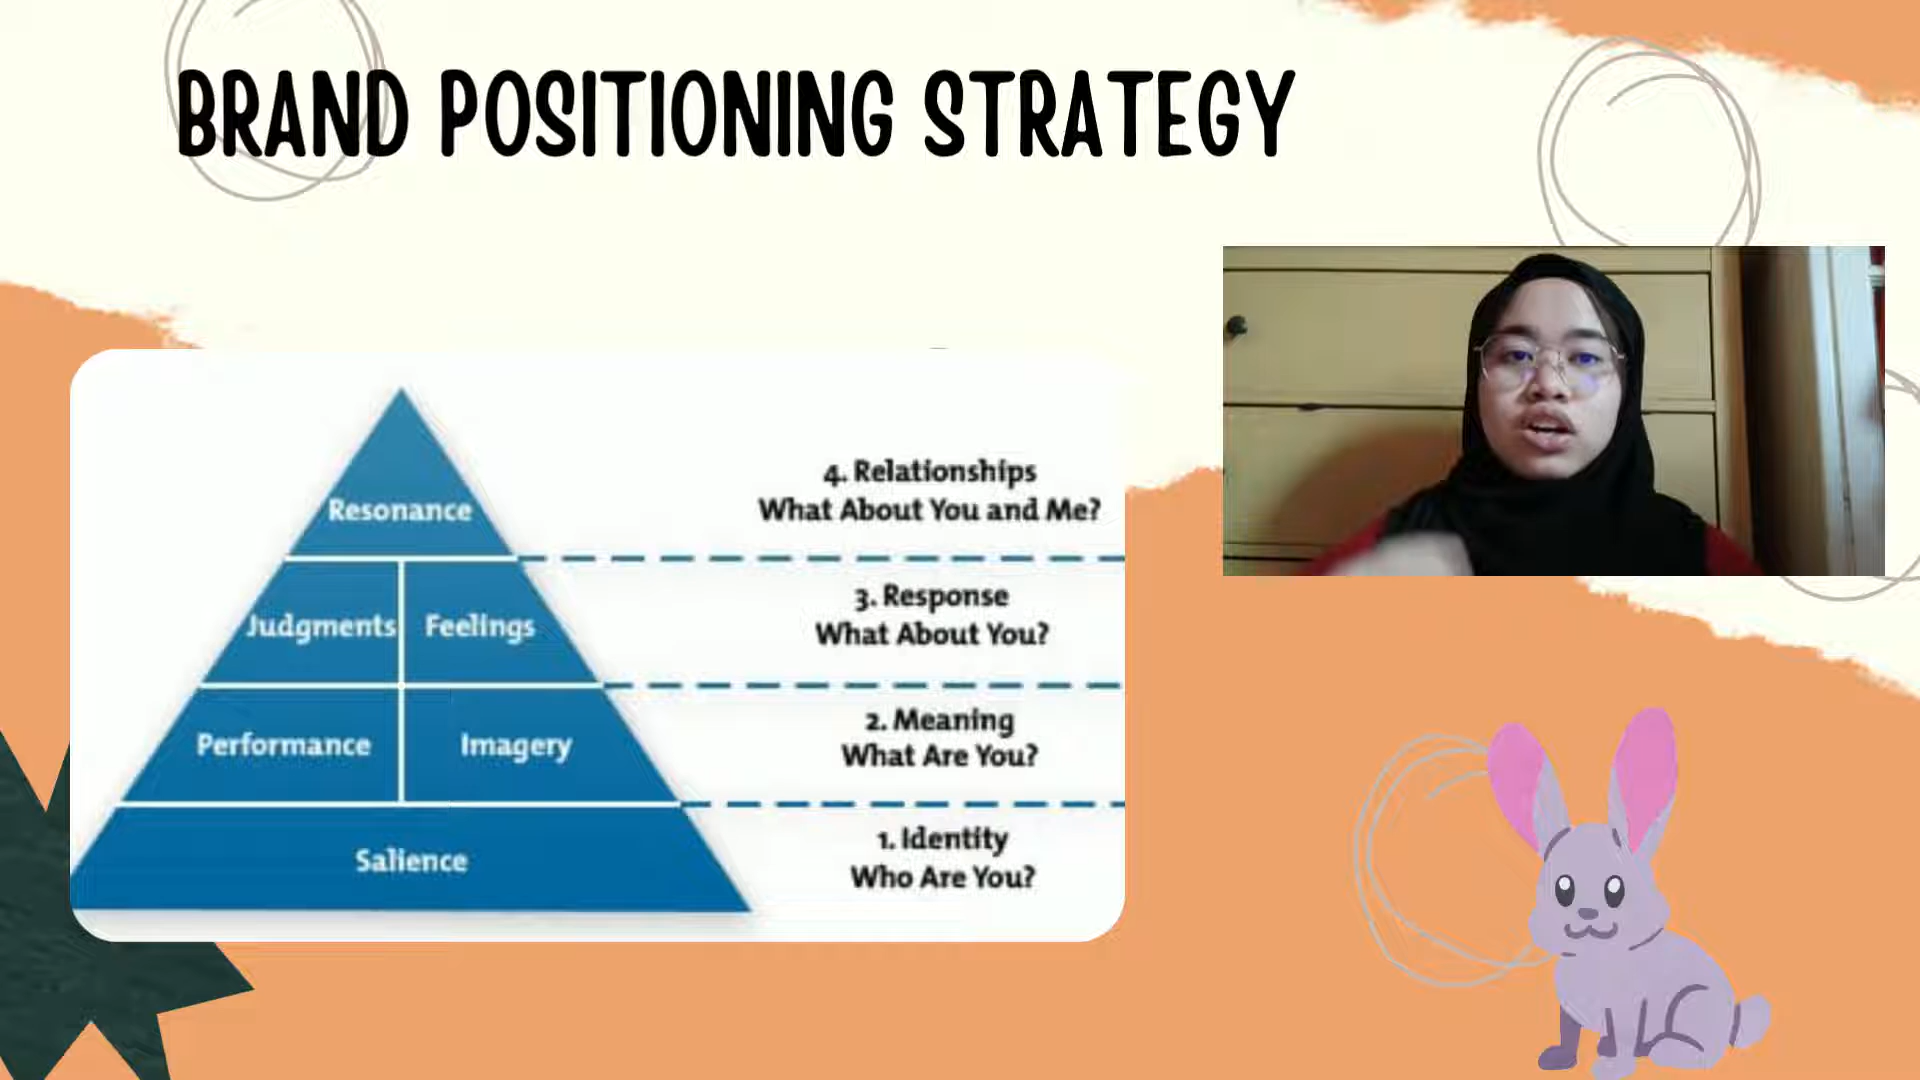 BRAND POSITIONING STRATEGY
Resonance
4. Relationships
What About You and Me?
Judgments
Feelings
3. Response
What About You?
Performance
Imagery
2. Meaning
What Are You?
Salience
1. Identity
Who Are You?